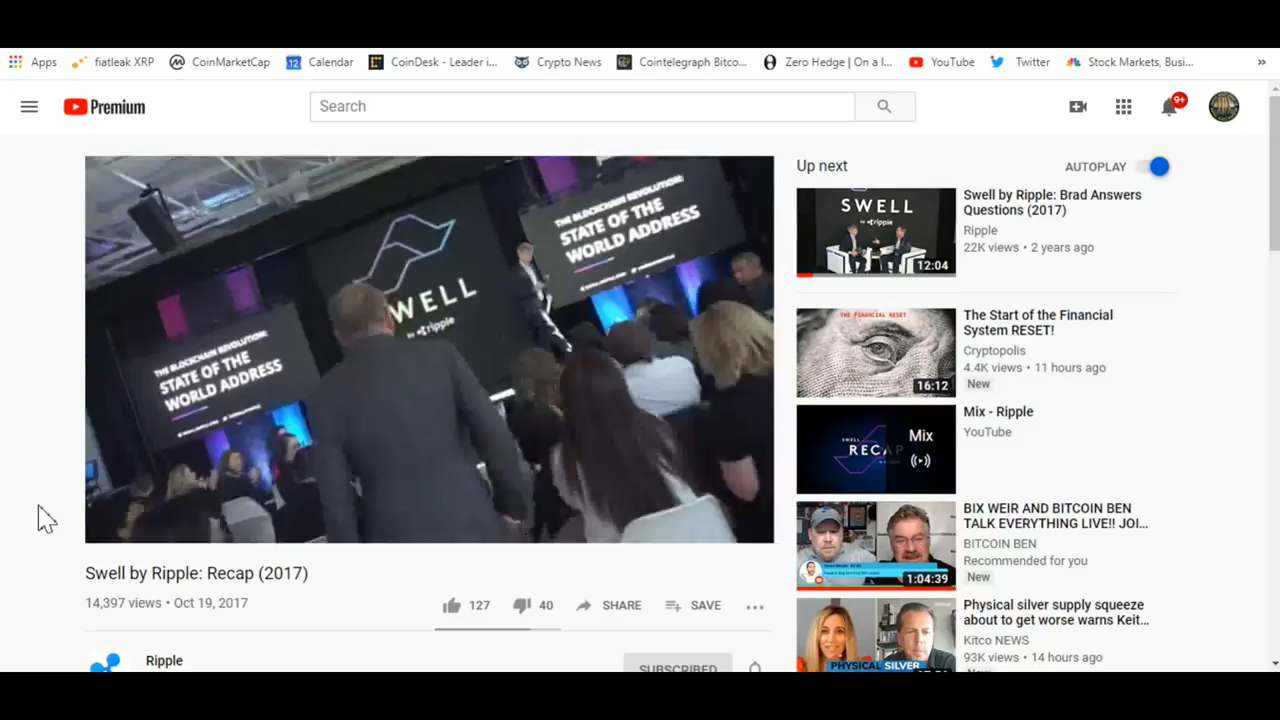 Apps
fiatleak XRP
CoinMarketCap
12
Calendar
CoinDesk - Leader i...
Crypto News
Cointelegraph Bitco...
Zero Hedge | On a l...
YouTube
Twitter
Stock Markets, Busi...
»
Premium
Search
9+
THE BLOCKCHAIN REVOLUTION:
STATE OF THE
WORLD ADDRESS
SWELL
by ripple
THE BLOCKCHAIN REVOLUTION:
STATE OF THE
WORLD ADDRESS
Swell by Ripple: Recap (2017)
14,397 views • Oct 19, 2017
127
40
SHARE
SAVE
...
Ripple
SUBSCRIBED
Up next
AUTOPLAY
SWELL
by ripple
12:04
Swell by Ripple: Brad Answers
Questions (2017)
Ripple
22K views • 2 years ago
THE FINANCIAL RESET
16:12
The Start of the Financial
System RESET!
Cryptopolis
4.4K views • 11 hours ago
New
SWELL
RECAP
Mix
Mix - Ripple
YouTube
1:04:39
BIX WEIR AND BITCOIN BEN
TALK EVERYTHING LIVE!! JOI...
BITCOIN BEN
Recommended for you
New
PHYSICAL SILVER
Physical silver supply squeeze
about to get worse warns Keit...
Kitco NEWS
93K views • 14 hours ago